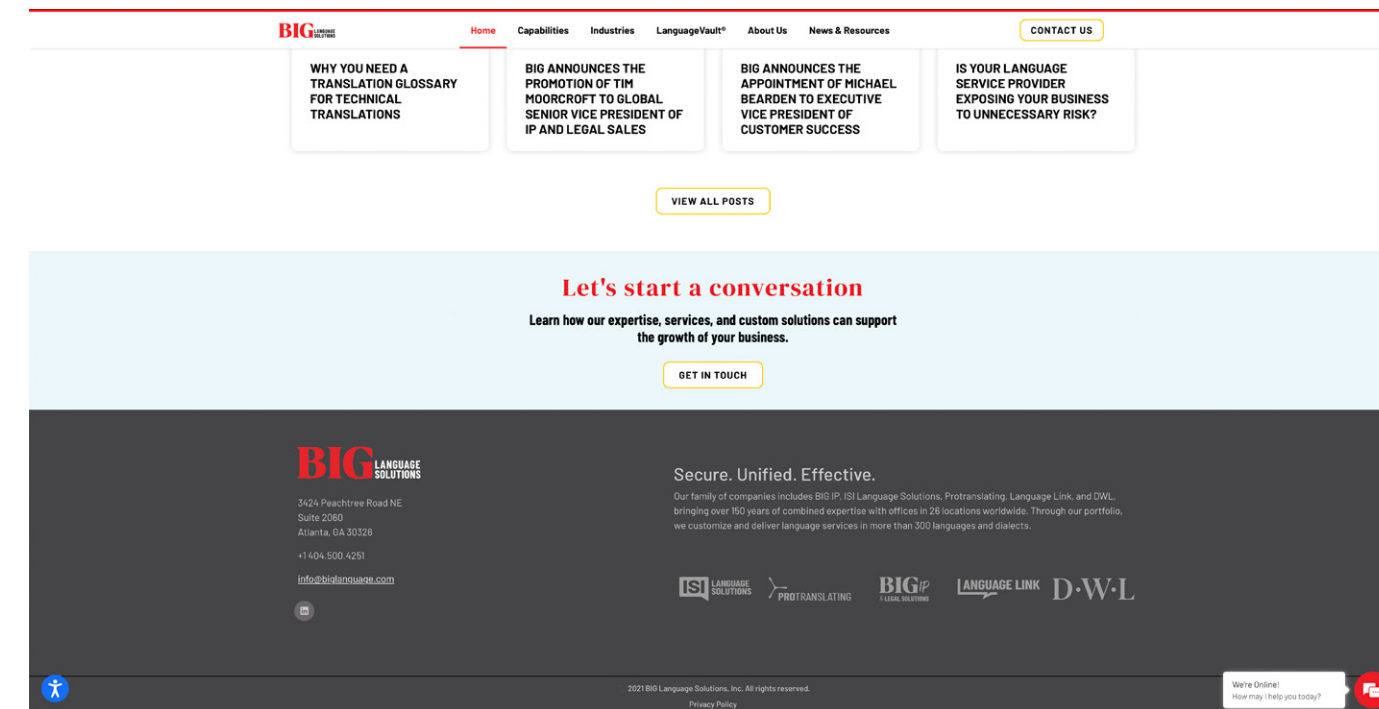 BIG LANGUAGE SOLUTIONS
Home Capabilities Industries LanguageVault® About Us News & Resources CONTACT US
WHY YOU NEED A
TRANSLATION GLOSSARY
FOR TECHNICAL
TRANSLATIONS
BIG ANNOUNCES THE
PROMOTION OF TIM
MOORCROFT TO GLOBAL
SENIOR VICE PRESIDENT OF
IP AND LEGAL SALES
BIG ANNOUNCES THE
APPOINTMENT OF MICHAEL
BEARDEN TO EXECUTIVE
VICE PRESIDENT OF
CUSTOMER SUCCESS
IS YOUR LANGUAGE
SERVICE PROVIDER
EXPOSING YOUR BUSINESS
TO UNNECESSARY RISK?
VIEW ALL POSTS
Let's start a conversation
Learn how our expertise, services, and custom solutions can support
the growth of your business.
GET IN TOUCH
BIG LANGUAGE
SOLUTIONS
3424 Peachtree Road NE
Suite 2060
Atlanta, GA 30326
+1 404.500.4251
info@biglanguage.com
Secure. Unified. Effective.
Our family of companies includes BIG IP, ISI Language Solutions, Protranslating, Language Link, and DWL,
bringing over 150 years of combined expertise with offices in 26 locations worldwide. Through our portfolio,
we customize and deliver language services in more than 300 languages and dialects.
ISI LANGUAGE
SOLUTIONS
PROTRANSLATING
BIG IP
& LEGAL SOLUTIONS
LANGUAGE LINK
D·W·L
2021 BIG Language Solutions, Inc. All rights reserved.
Privacy Policy
We're Online!
How may I help you today?